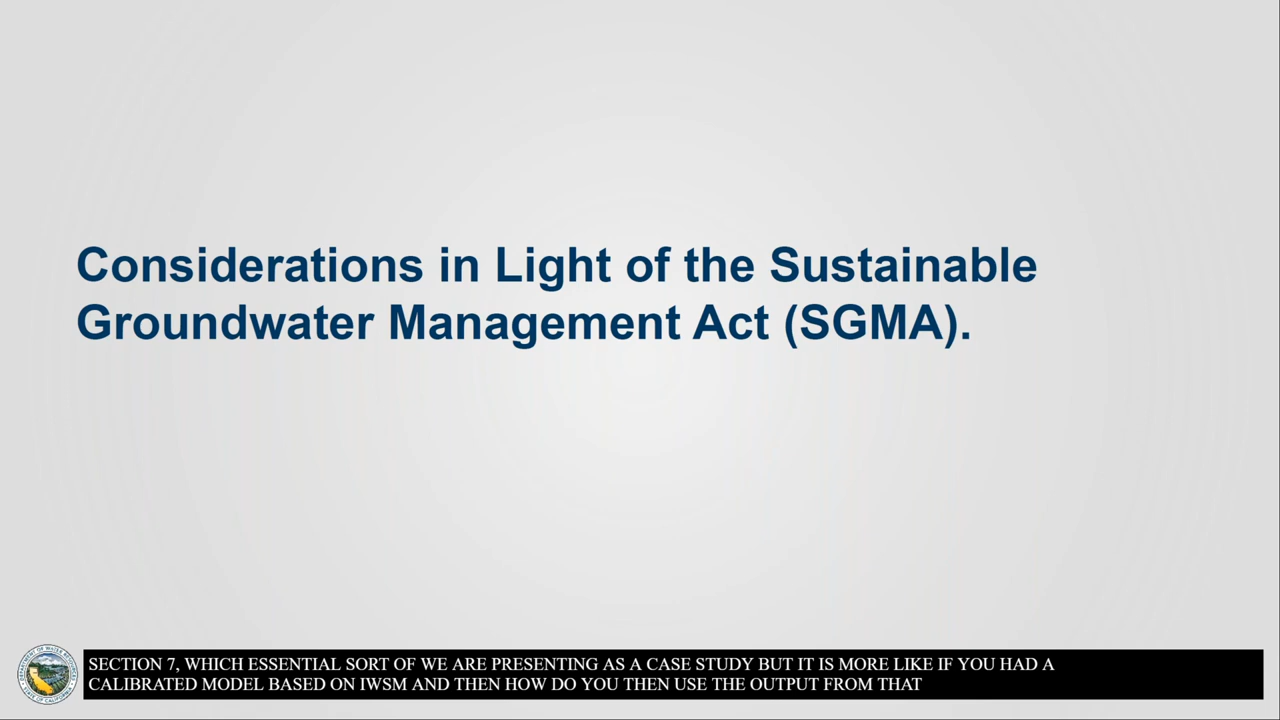 Considerations in Light of the Sustainable
Groundwater Management Act (SGMA).
SECTION 7, WHICH ESSENTIAL SORT OF WE ARE PRESENTING AS A CASE STUDY BUT IT IS MORE LIKE IF YOU HAD A
CALIBRATED MODEL BASED ON IWSM AND THEN HOW DO YOU THEN USE THE OUTPUT FROM THAT